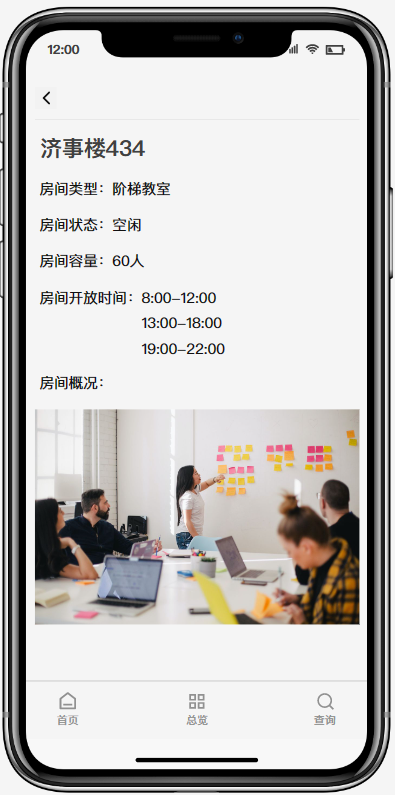 12:00
济事楼434
房间类型：阶梯教室
房间状态：空闲
房间容量：60人
房间开放时间：8:00–12:00
13:00–18:00
19:00–22:00
房间概况：
首页
总览
查询